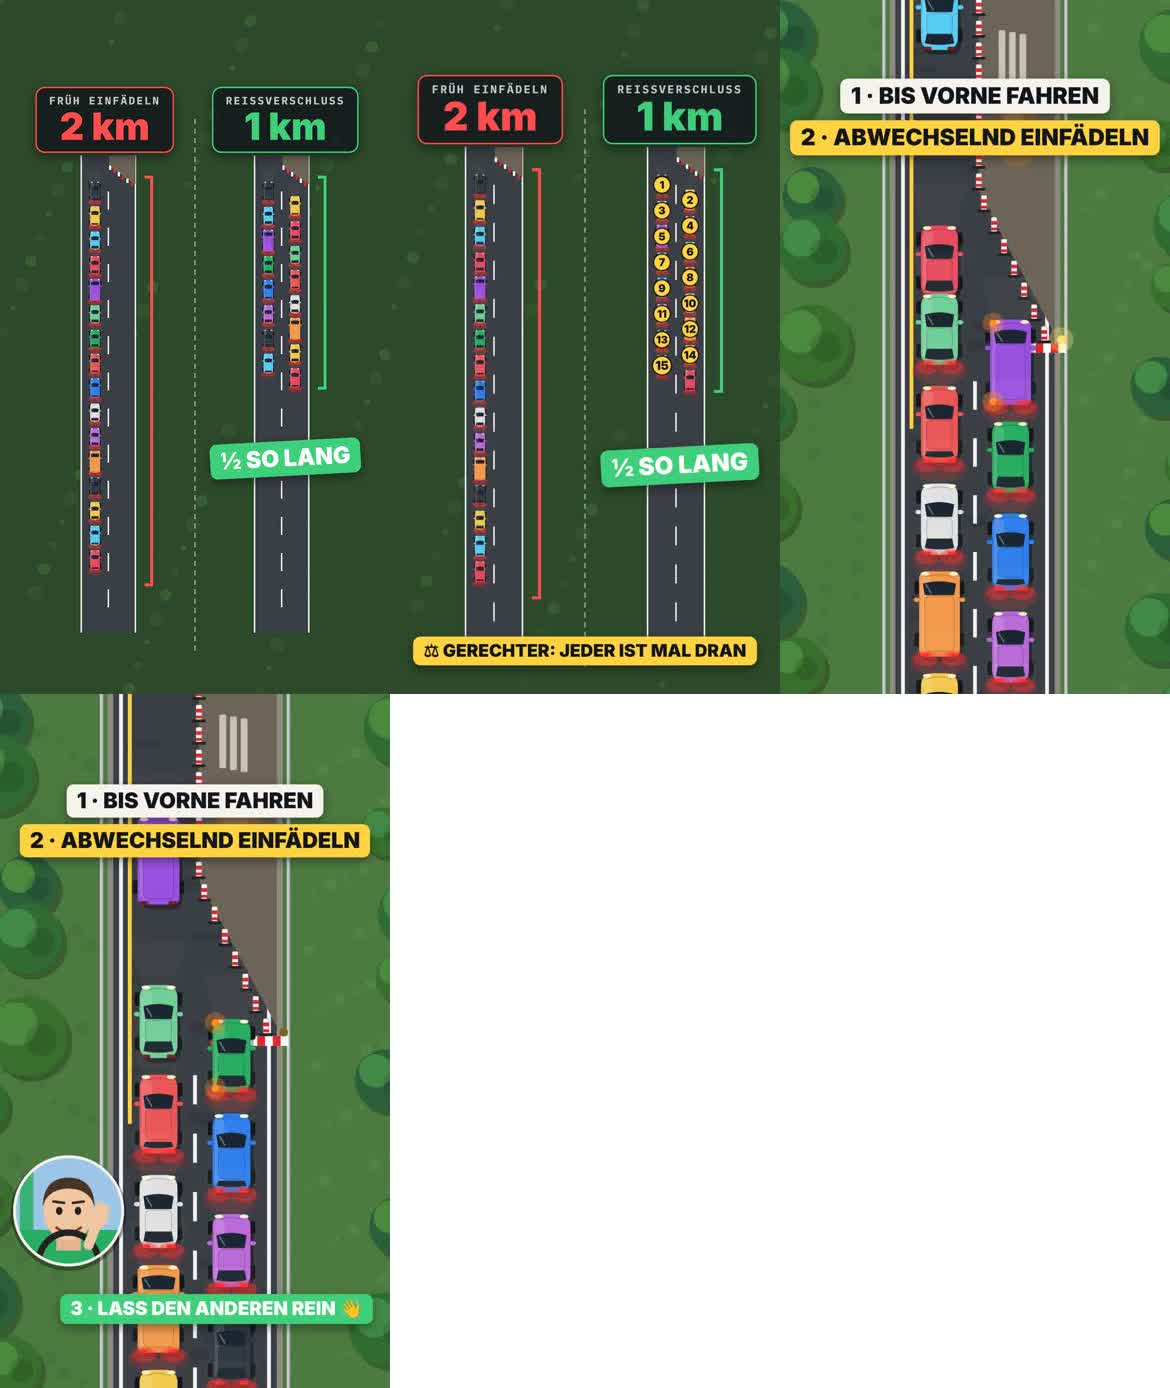 FRÜH EINFÄDELN
2 km
REISSVERSCHLUSS
1 km
½ SO LANG
FRÜH EINFÄDELN
2 km
REISSVERSCHLUSS
1 km
1
2
3
4
5
6
7
8
9
10
11
12
13
14
15
½ SO LANG
⚖ GERECHTER: JEDER IST MAL DRAN
1 · BIS VORNE FAHREN
2 · ABWECHSELND EINFÄDELN
1 · BIS VORNE FAHREN
2 · ABWECHSELND EINFÄDELN
3 · LASS DEN ANDEREN REIN 👋